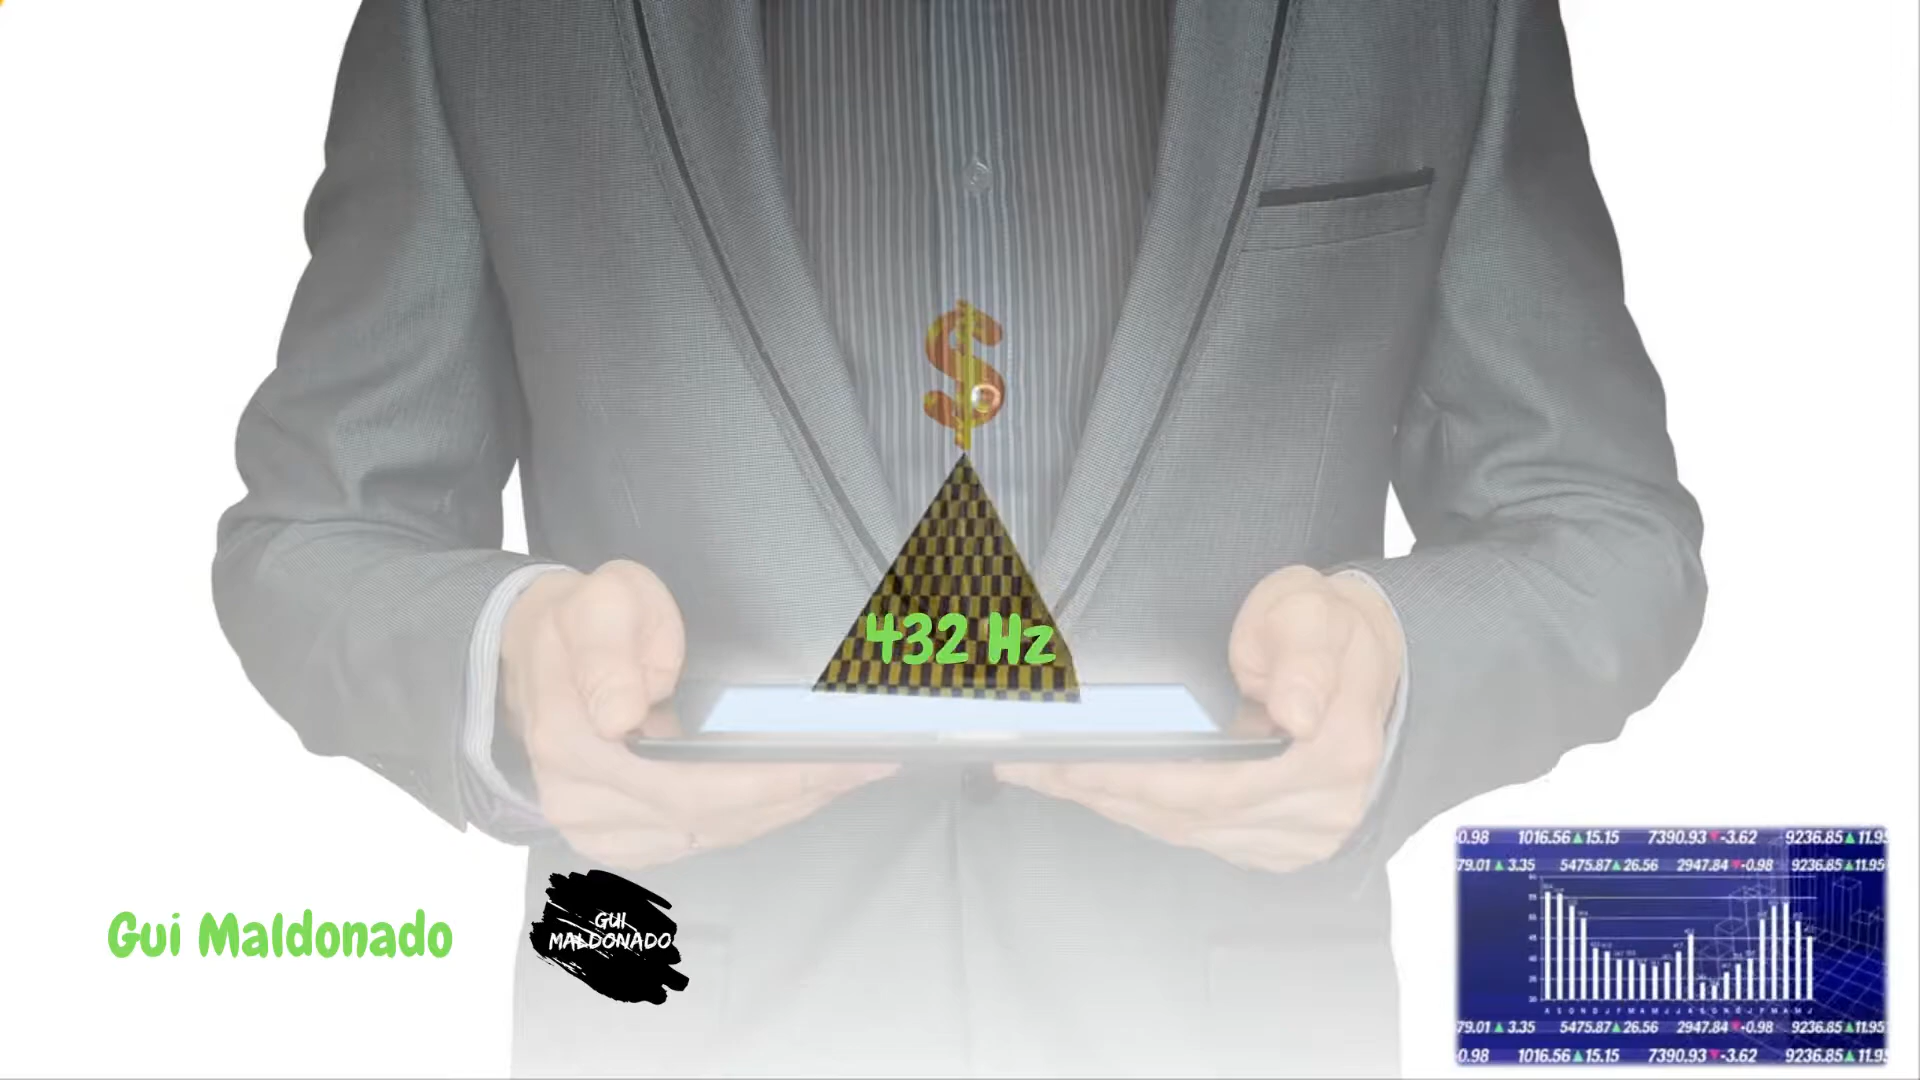 $
432 Hz
Gui Maldonado
GUI
MALDONADO
0.98 1016.56▲15.15 7390.93▼-3.62 9236.85▲11.95
79.01▲3.35 5475.87▲26.56 2947.84▼-0.98 9236.85▲11.95
A S O N D J F M A M J J A S O N D J F M A M J
79.01▲3.35 5475.87▲26.56 2947.84▼-0.98 9236.85▲11.95
0.98 1016.56▲15.15 7390.93▼-3.62 9236.85▲11.95